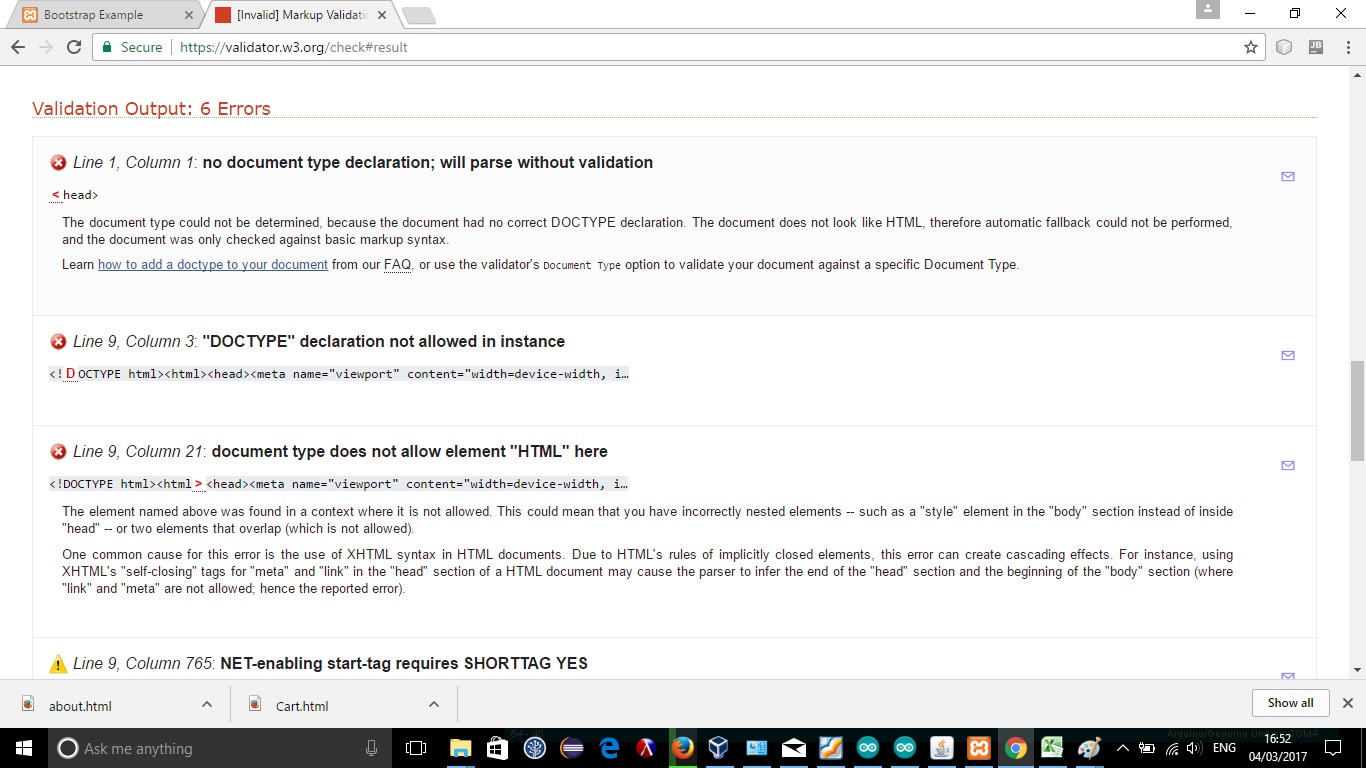 Bootstrap Example
[Invalid] Markup Validatio
Secure
https://validator.w3.org/check#result
JB
Validation Output: 6 Errors
Line 1, Column 1: no document type declaration; will parse without validation
<head>
The document type could not be determined, because the document had no correct DOCTYPE declaration. The document does not look like HTML, therefore automatic fallback could not be performed,
and the document was only checked against basic markup syntax.
Learn how to add a doctype to your document from our FAQ, or use the validator's Document Type option to validate your document against a specific Document Type.
Line 9, Column 3: "DOCTYPE" declaration not allowed in instance
<!DOCTYPE html><html><head><meta name="viewport" content="width=device-width, i…
Line 9, Column 21: document type does not allow element "HTML" here
<!DOCTYPE html><html><head><meta name="viewport" content="width=device-width, i…
The element named above was found in a context where it is not allowed. This could mean that you have incorrectly nested elements -- such as a "style" element in the "body" section instead of inside
"head" -- or two elements that overlap (which is not allowed).
One common cause for this error is the use of XHTML syntax in HTML documents. Due to HTML's rules of implicitly closed elements, this error can create cascading effects. For instance, using
XHTML's "self-closing" tags for "meta" and "link" in the "head" section of a HTML document may cause the parser to infer the end of the "head" section and the beginning of the "body" section (where
"link" and "meta" are not allowed; hence the reported error).
Line 9, Column 765: NET-enabling start-tag requires SHORTTAG YES
about.html
Cart.html
Show all
Ask me anything
ENG
16:52
04/03/2017